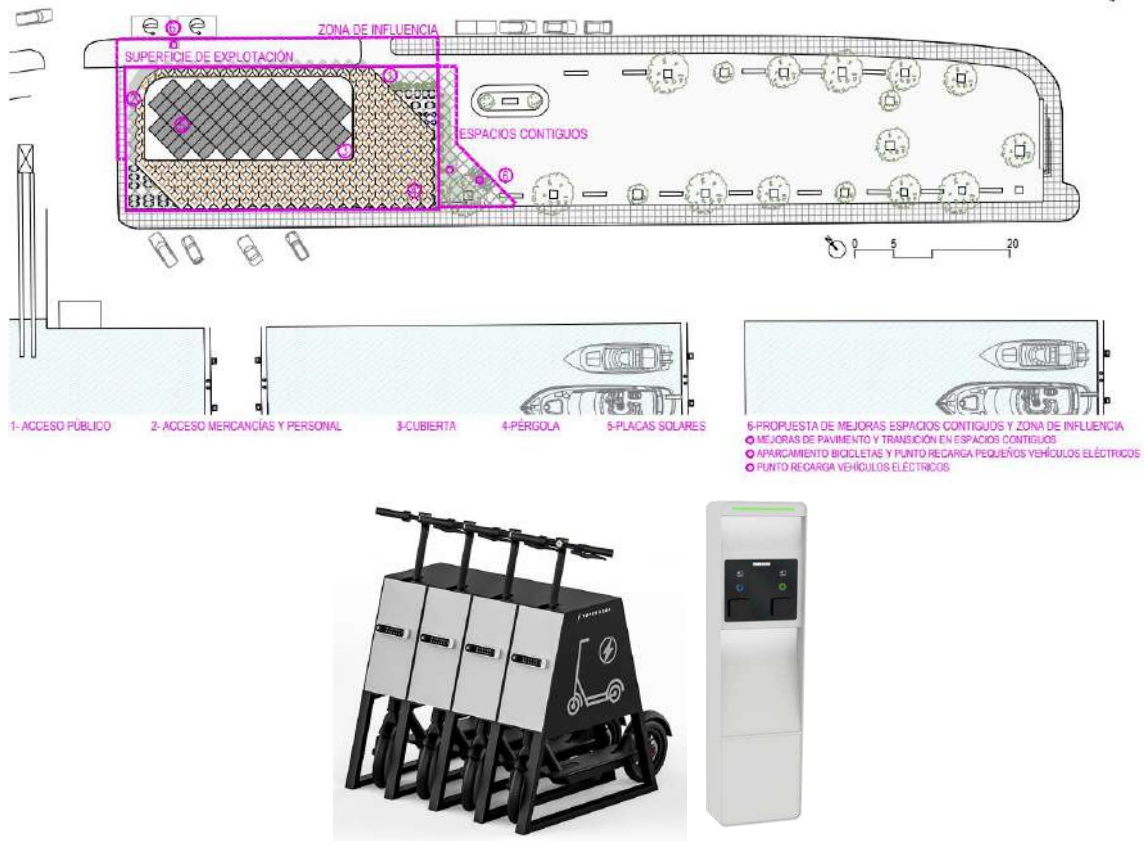 6
ZONA DE INFLUENCIA
SUPERFICIE DE EXPLOTACIÓN
ESPACIOS CONTIGUOS
6
0 5 20
1- ACCESO PÚBLICO
2- ACCESO MERCANCÍAS Y PERSONAL
3-CUBIERTA
4-PÉRGOLA
5-PLACAS SOLARES
6-PROPUESTA DE MEJORAS ESPACIOS CONTIGUOS Y ZONA DE INFLUENCIA
MEJORAS DE PAVIMENTO Y TRANSICIÓN EN ESPACIOS CONTIGUOS
APARCAMIENTO BICICLETAS Y PUNTO RECARGA PEQUEÑOS VEHÍCULOS ELÉCTRICOS
PUNTO RECARGA VEHÍCULOS ELÉCTRICOS